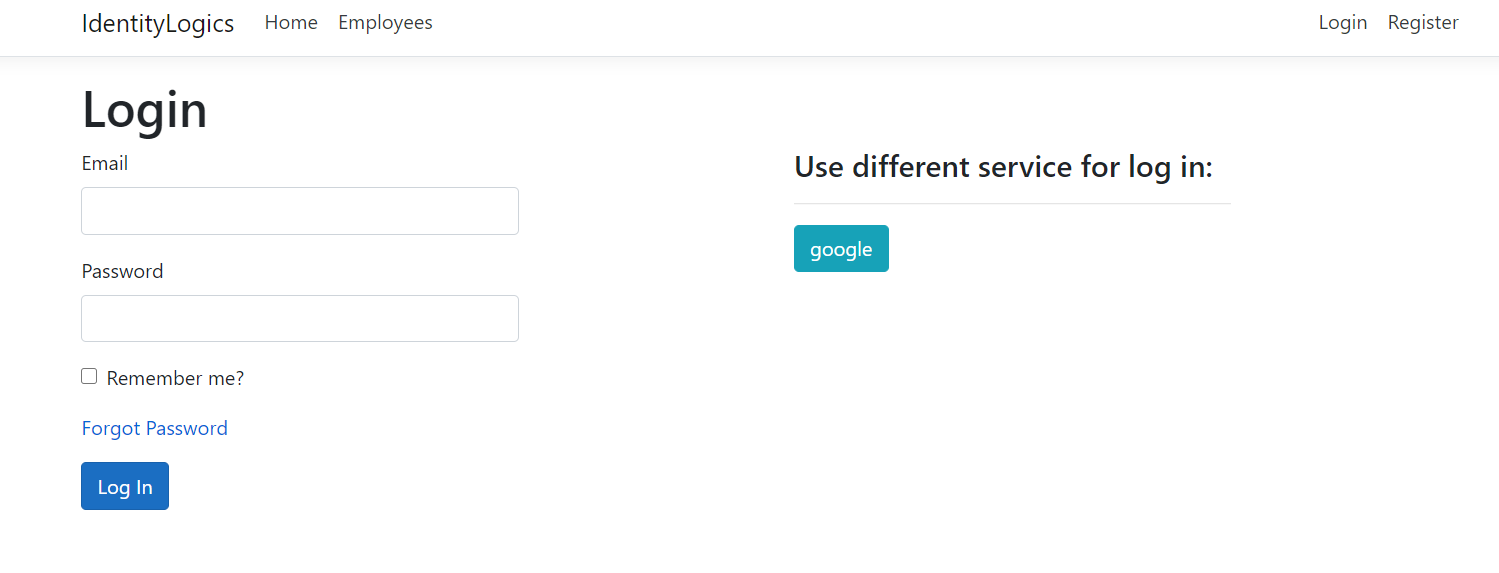 IdentityLogics Home Employees Login Register
Login
Email
Password
Remember me?
Forgot Password
Log In
Use different service for log in:
google